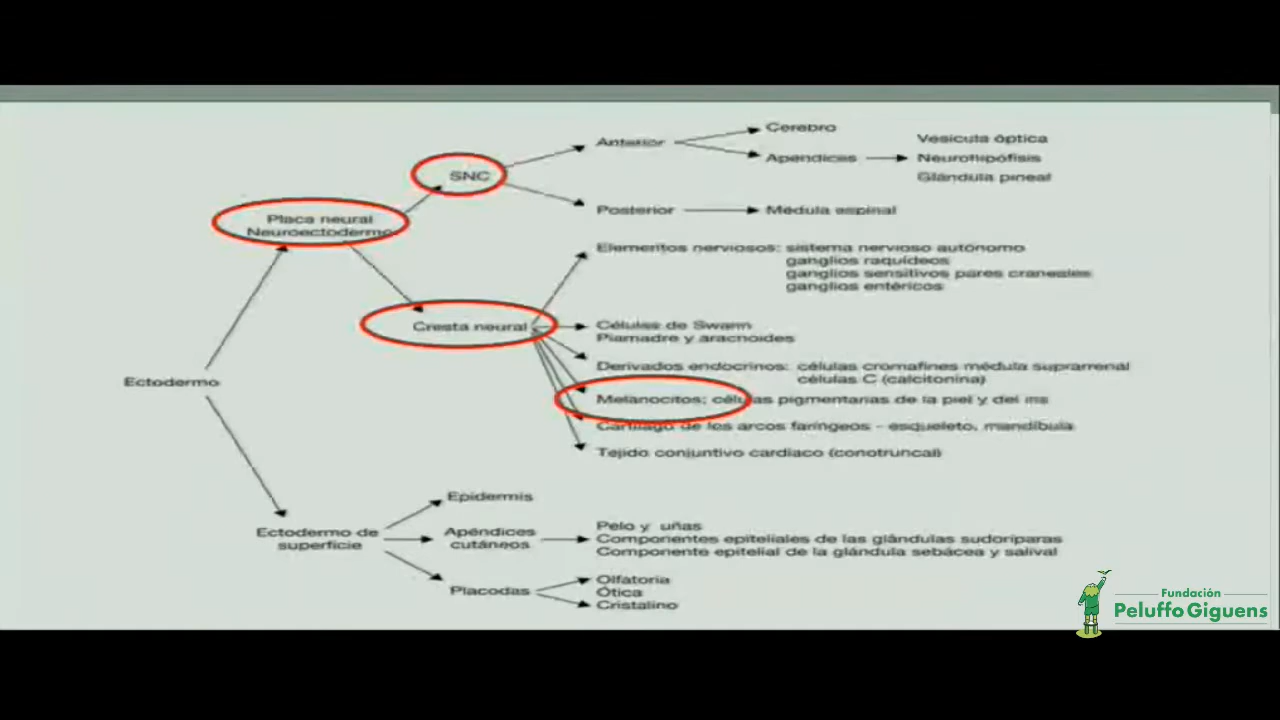 Cerebro
Vesícula óptica
Anterior
Apéndices
Neurohipófisis
SNC
Glándula pineal
Placa neural
Neuroectodermo
Posterior
Médula espinal
Elementos nerviosos: sistema nervioso autónomo
ganglios raquídeos
ganglios sensitivos pares craneales
ganglios entéricos
Cresta neural
Células de Swann
Piamadre y aracnoides
Derivados endocrinos: células cromafines médula suprarrenal
células C (calcitonina)
Ectodermo
Melanocitos; células pigmentarias de la piel y del iris
Cartílago de los arcos faríngeos - esqueleto, mandíbula
Tejido conjuntivo cardíaco (conotruncal)
Epidermis
Ectodermo de
superficie
Apéndices
cutáneos
Pelo y uñas
Componentes epiteliales de las glándulas sudoríparas
Componente epitelial de la glándula sebácea y salival
Placodas
Olfatoria
Ótica
Cristalino
Fundación
Peluffo Giguens